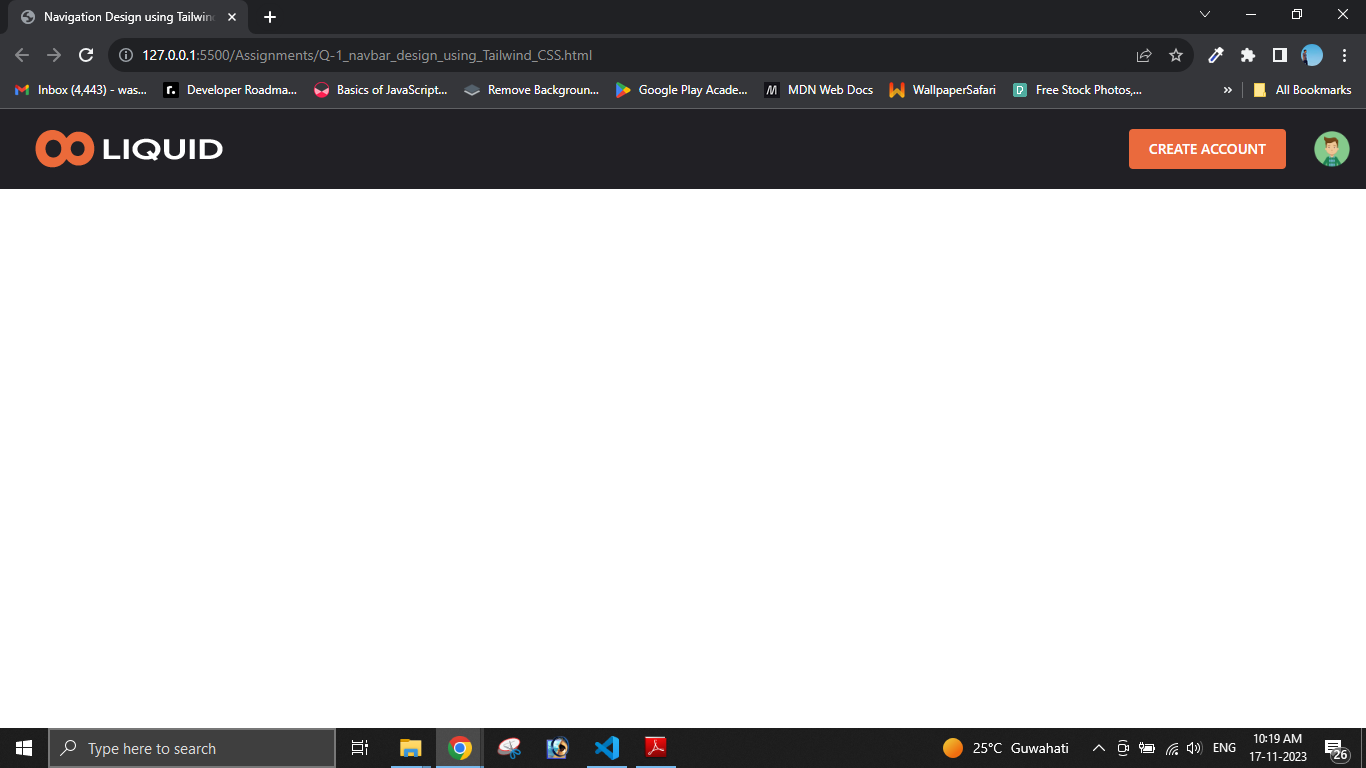 Navigation Design using Tailwin
127.0.0.1:5500/Assignments/Q-1_navbar_design_using_Tailwind_CSS.html
Inbox (4,443) - was... Developer Roadma... Basics of JavaScript... Remove Backgroun... Google Play Acade... MDN Web Docs WallpaperSafari Free Stock Photos,... » All Bookmarks
LIQUID CREATE ACCOUNT
Type here to search 25°C Guwahati ENG 10:19 AM
17-11-2023 26